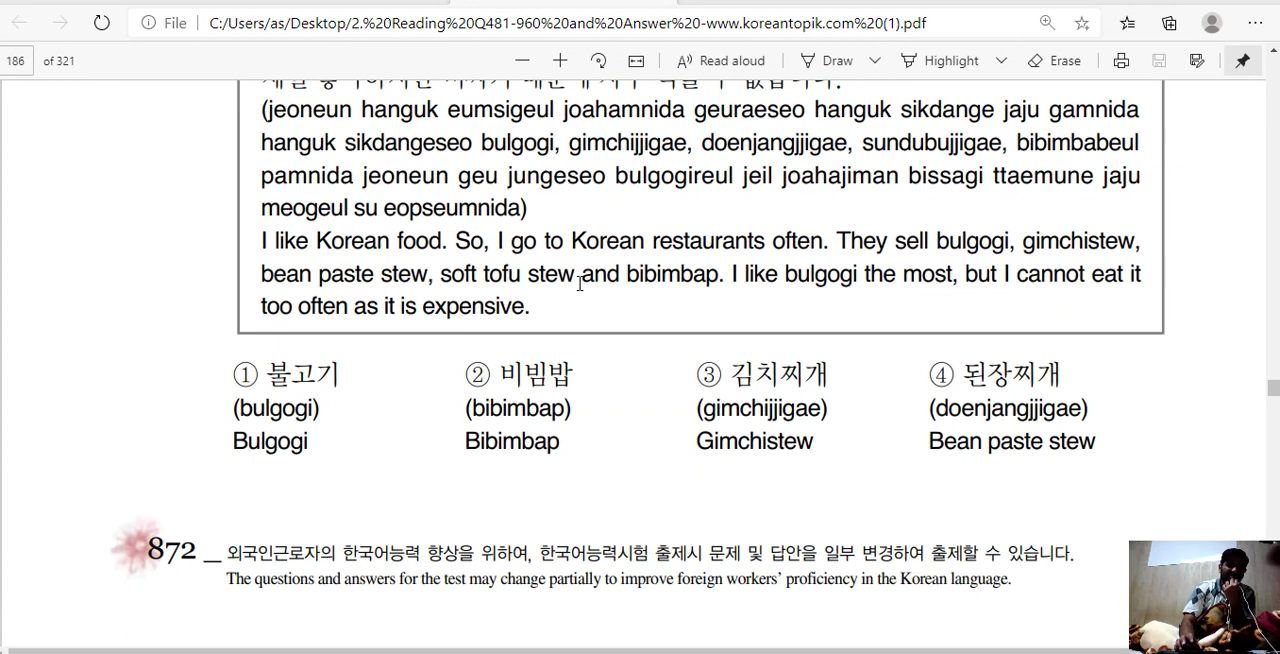 File C:/Users/as/Desktop/2.%20Reading%20Q481-960%20and%20Answer%20-www.koreantopik.com%20(1).pdf
186 of 321 Read aloud Draw Highlight Erase
(jeoneun hanguk eumsigeul joahamnida geuraeseo hanguk sikdange jaju gamnida
hanguk sikdangeseo bulgogi, gimchijjigae, doenjangjjigae, sundubujjigae, bibimbabeul
pamnida jeoneun geu jungeseo bulgogireul jeil joahajiman bissagi ttaemune jaju
meogeul su eopseumnida)
I like Korean food. So, I go to Korean restaurants often. They sell bulgogi, gimchistew,
bean paste stew, soft tofu stew and bibimbap. I like bulgogi the most, but I cannot eat it
too often as it is expensive.
① 불고기 ② 비빔밥 ③ 김치찌개 ④ 된장찌개
(bulgogi) (bibimbap) (gimchijjigae) (doenjangjjigae)
Bulgogi Bibimbap Gimchistew Bean paste stew
872 _ 외국인근로자의 한국어능력 향상을 위하여, 한국어능력시험 출제시 문제 및 답안을 일부 변경하여 출제할 수 있습니다.
The questions and answers for the test may change partially to improve foreign workers' proficiency in the Korean language.